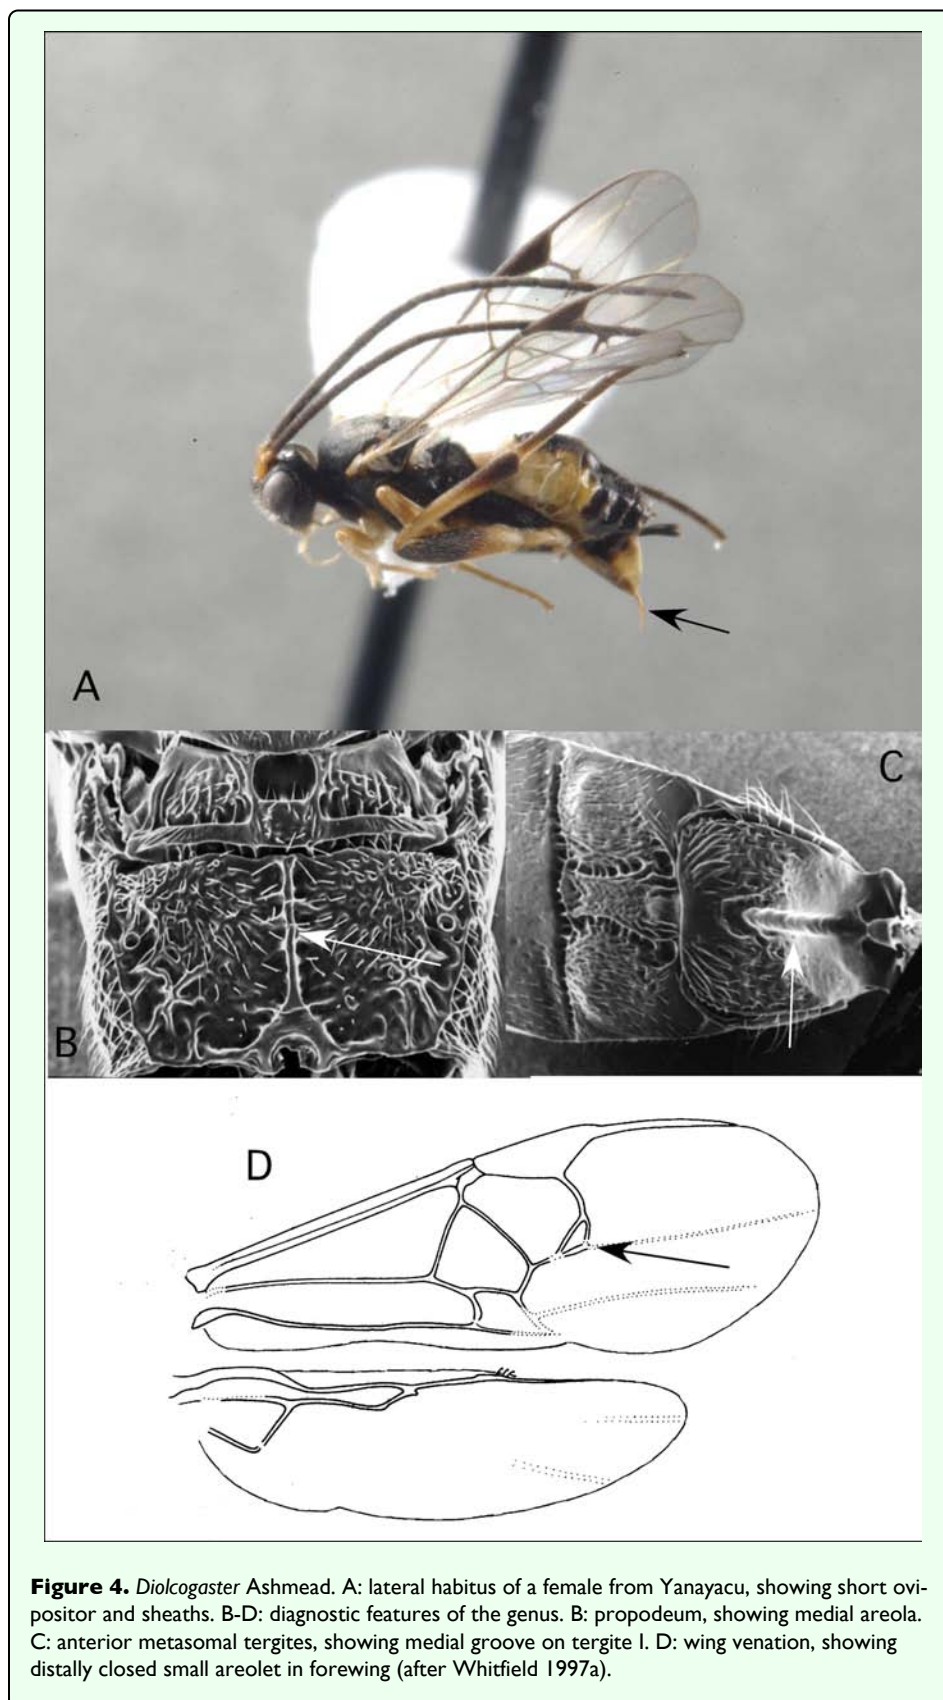 A
C
B
D
Figure 4. Diolcogaster Ashmead. A: lateral habitus of a female from Yanayacu, showing short ovi-
positor and sheaths. B-D: diagnostic features of the genus. B: propodeum, showing medial areola.
C: anterior metasomal tergites, showing medial groove on tergite I. D: wing venation, showing
distally closed small areolet in forewing (after Whitfield 1997a).